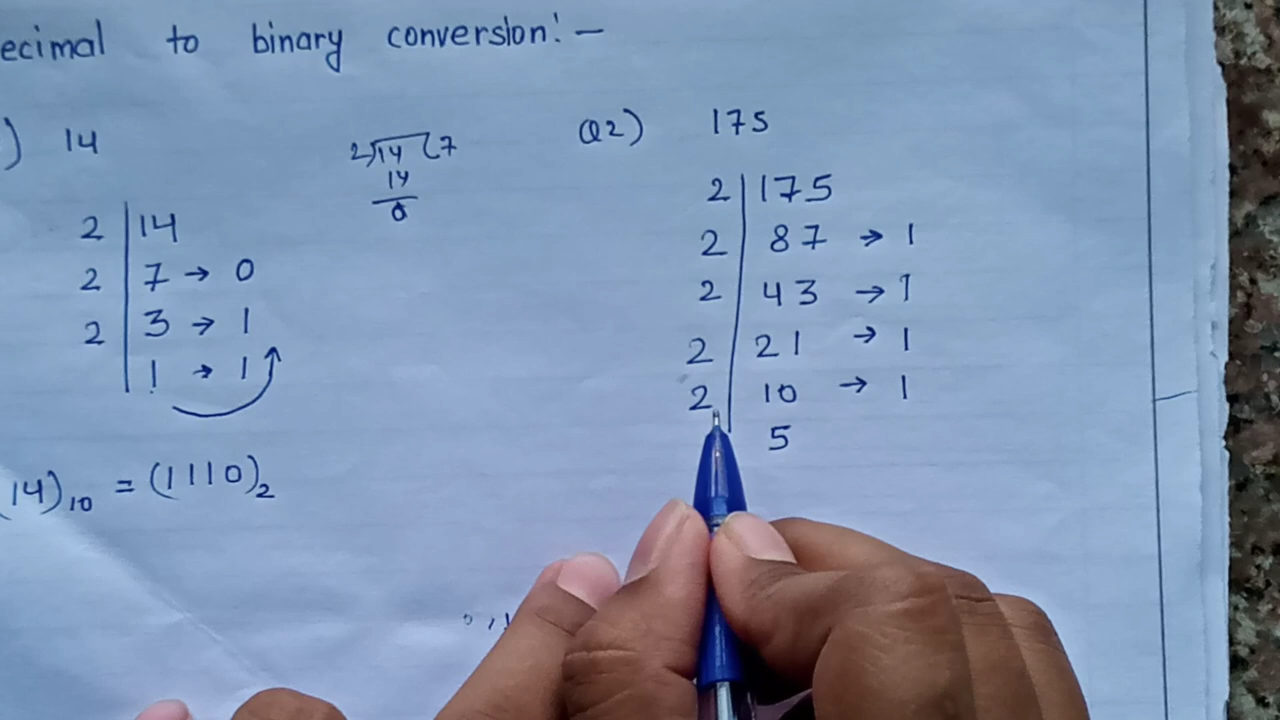 ecimal to binary conversion:-
) 14
2)14(7
14
0
2 | 14
2 | 7 → 0
2 | 3 → 1
1 → 1
(14)10 = (1110)2
Q2) 175
2 | 175
2 | 87 → 1
2 | 43 → 1
2 | 21 → 1
2 | 10 → 1
5